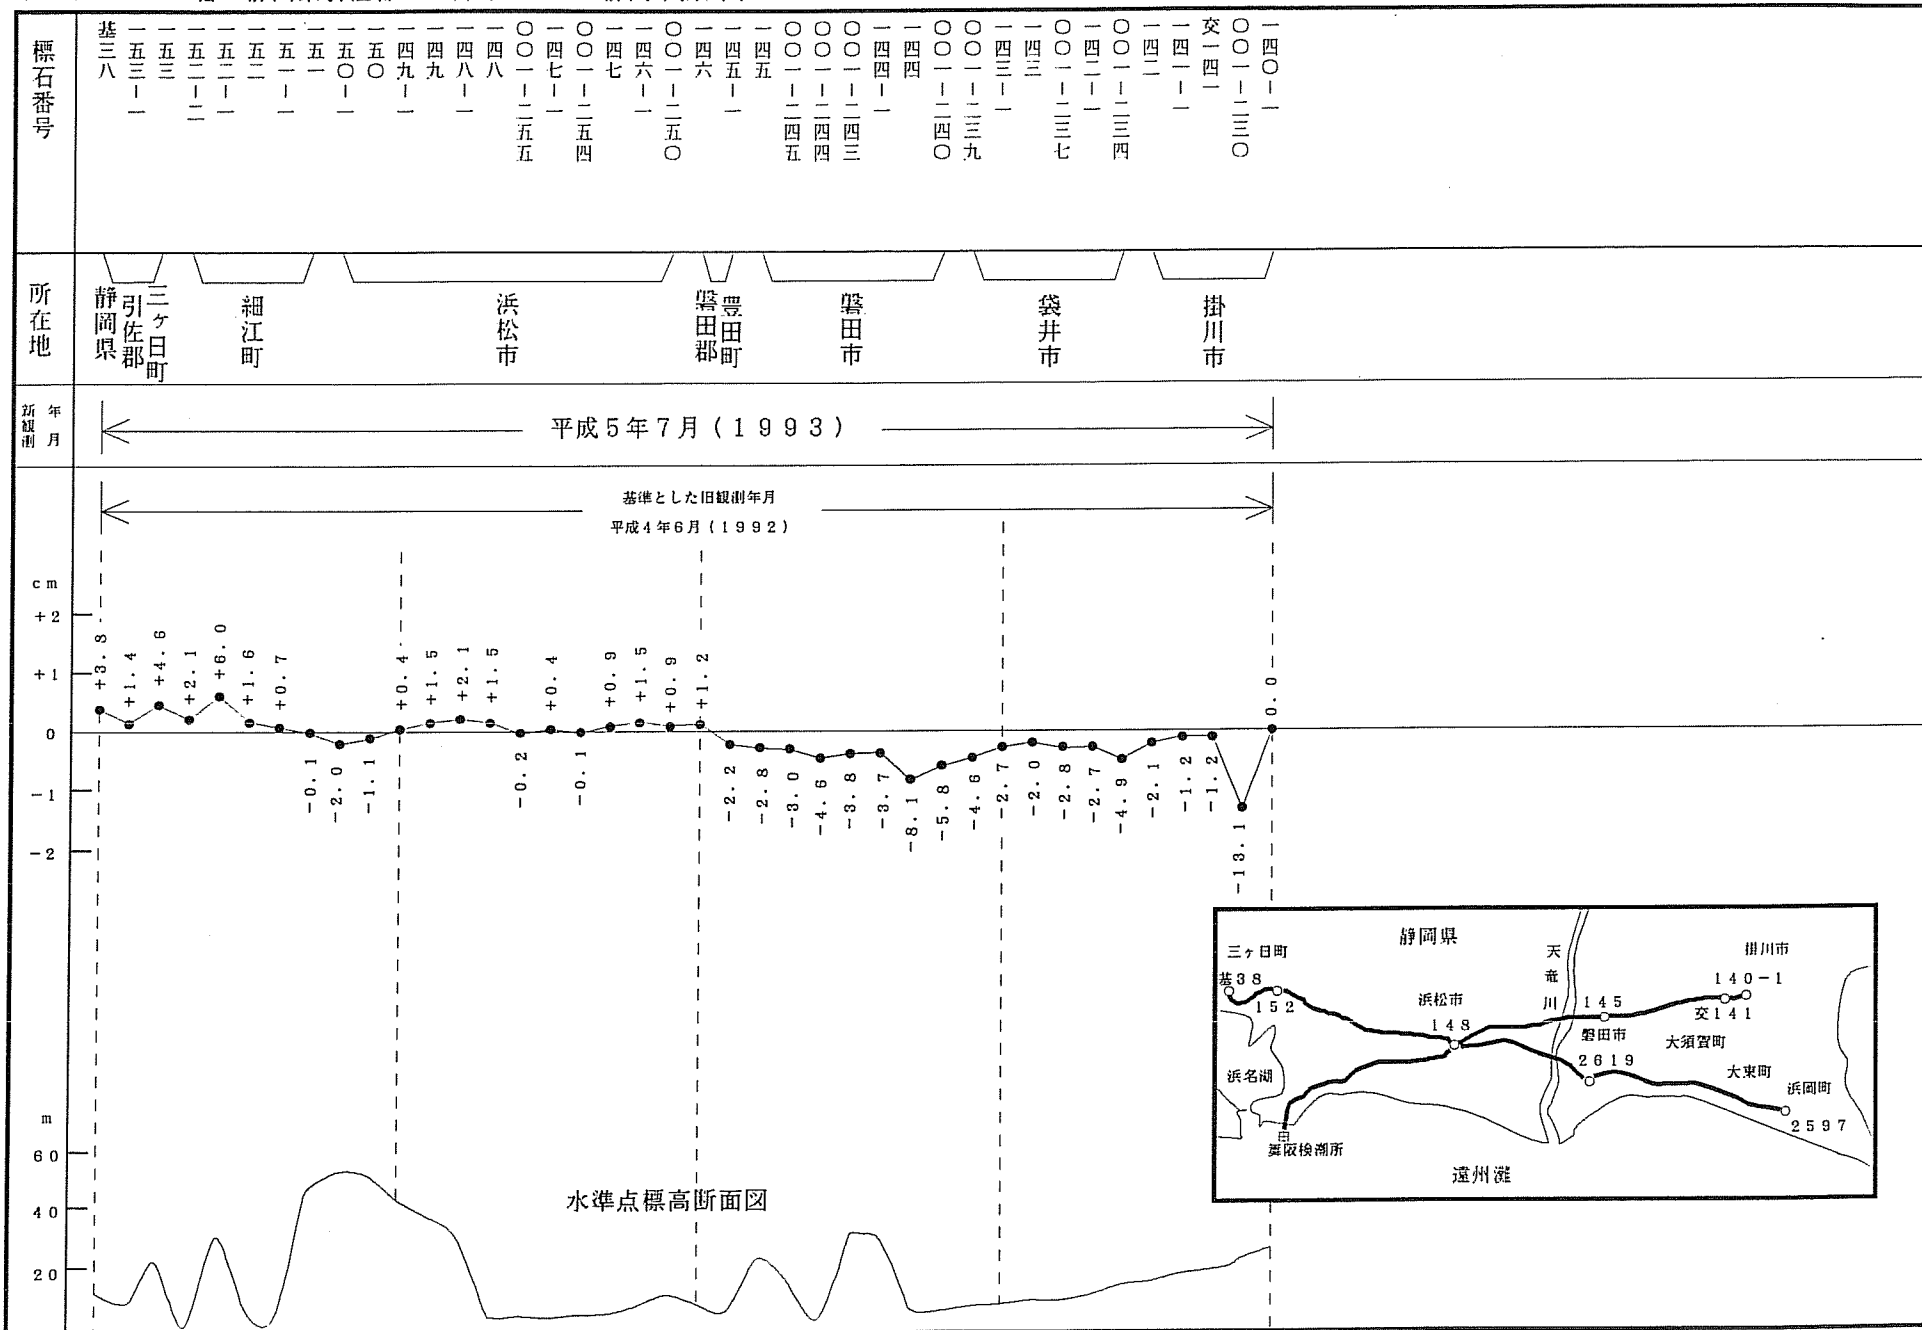 標石番号
基三八
一五三－一
一五三
一五二－二
一五二－一
一五二
一五一－一
一五一
一五〇－一
一五〇
一四九－一
一四九
一四八－一
一四八
〇〇一－二五五
一四七－一
〇〇一－二五四
一四七
一四六－一
〇〇一－二五〇
一四六
一四五－一
一四五
〇〇一－二四五
〇〇一－二四四
〇〇一－二四三
一四四－一
一四四
〇〇一－二四〇
〇〇一－二三九
一四三－一
一四三
〇〇一－二三七
一四二－一
〇〇一－二三四
一四二
一四一－一
交一四一
〇〇一－二三〇
一四〇－一
所在地
静岡県
引佐郡
三ヶ日町
細江町
浜松市
磐田郡
豊田町
磐田市
袋井市
掛川市
新観測
年月
平成5年7月(1993)
基準とした旧観測年月
平成4年6月(1992)
cm
+2
+1
0
-1
-2
+3.8
+1.4
+4.6
+2.1
+6.0
+1.6
+0.7
-0.1
-2.0
-1.1
+0.4
+1.5
+2.1
+1.5
-0.2
+0.4
-0.1
+0.9
+1.5
+0.9
+1.2
-2.2
-2.8
-3.0
-4.6
-3.8
-3.7
-8.1
-5.8
-4.6
-2.7
-2.0
-2.8
-2.7
-4.9
-2.1
-1.2
-1.2
-13.1
0.0
m
60
40
20
水準点標高断面図
静岡県
三ヶ日町
天竜川
掛川市
基38
152
浜松市
148
145
140-1
交141
磐田市
大須賀町
2619
浜名湖
大東町
浜岡町
2597
舞阪検潮所
遠州灘